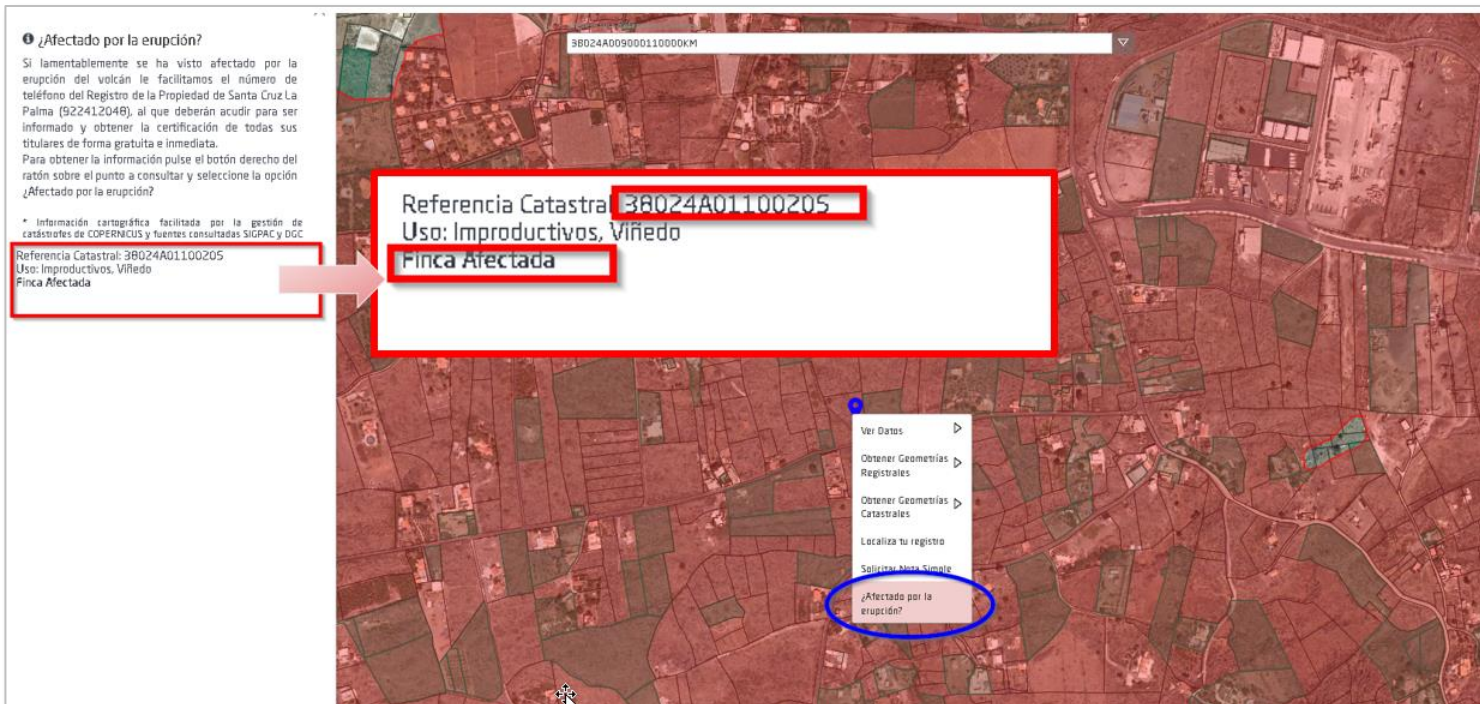 ¿Afectado por la erupción?
Si lamentablemente se ha visto afectado por la
erupción del volcán le facilitamos el número de
teléfono del Registro de la Propiedad de Santa Cruz La
Palma (922412048), al que deberán acudir para ser
informado y obtener la certificación de todas sus
titulares de forma gratuita e inmediata.
Para obtener la información pulse el botón derecho del
ratón sobre el punto a consultar y seleccione la opción
¿Afectado por la erupción?
* Información cartográfica facilitada por la gestión de
catástrofes de COPERNICUS y fuentes consultadas SIGPAC y DGC
Referencia Catastral: 38024A01100205
Uso: Improductivos, Viñedo
Finca Afectada
38024A009000110000KM
Referencia Catastral 38024A01100205
Uso: Improductivos, Viñedo
Finca Afectada
Ver Datos
Obtener Geometrías
Registrales
Obtener Geometrías
Catastrales
Localiza tu registro
Solicitar Nota Simple
¿Afectado por la
erupción?